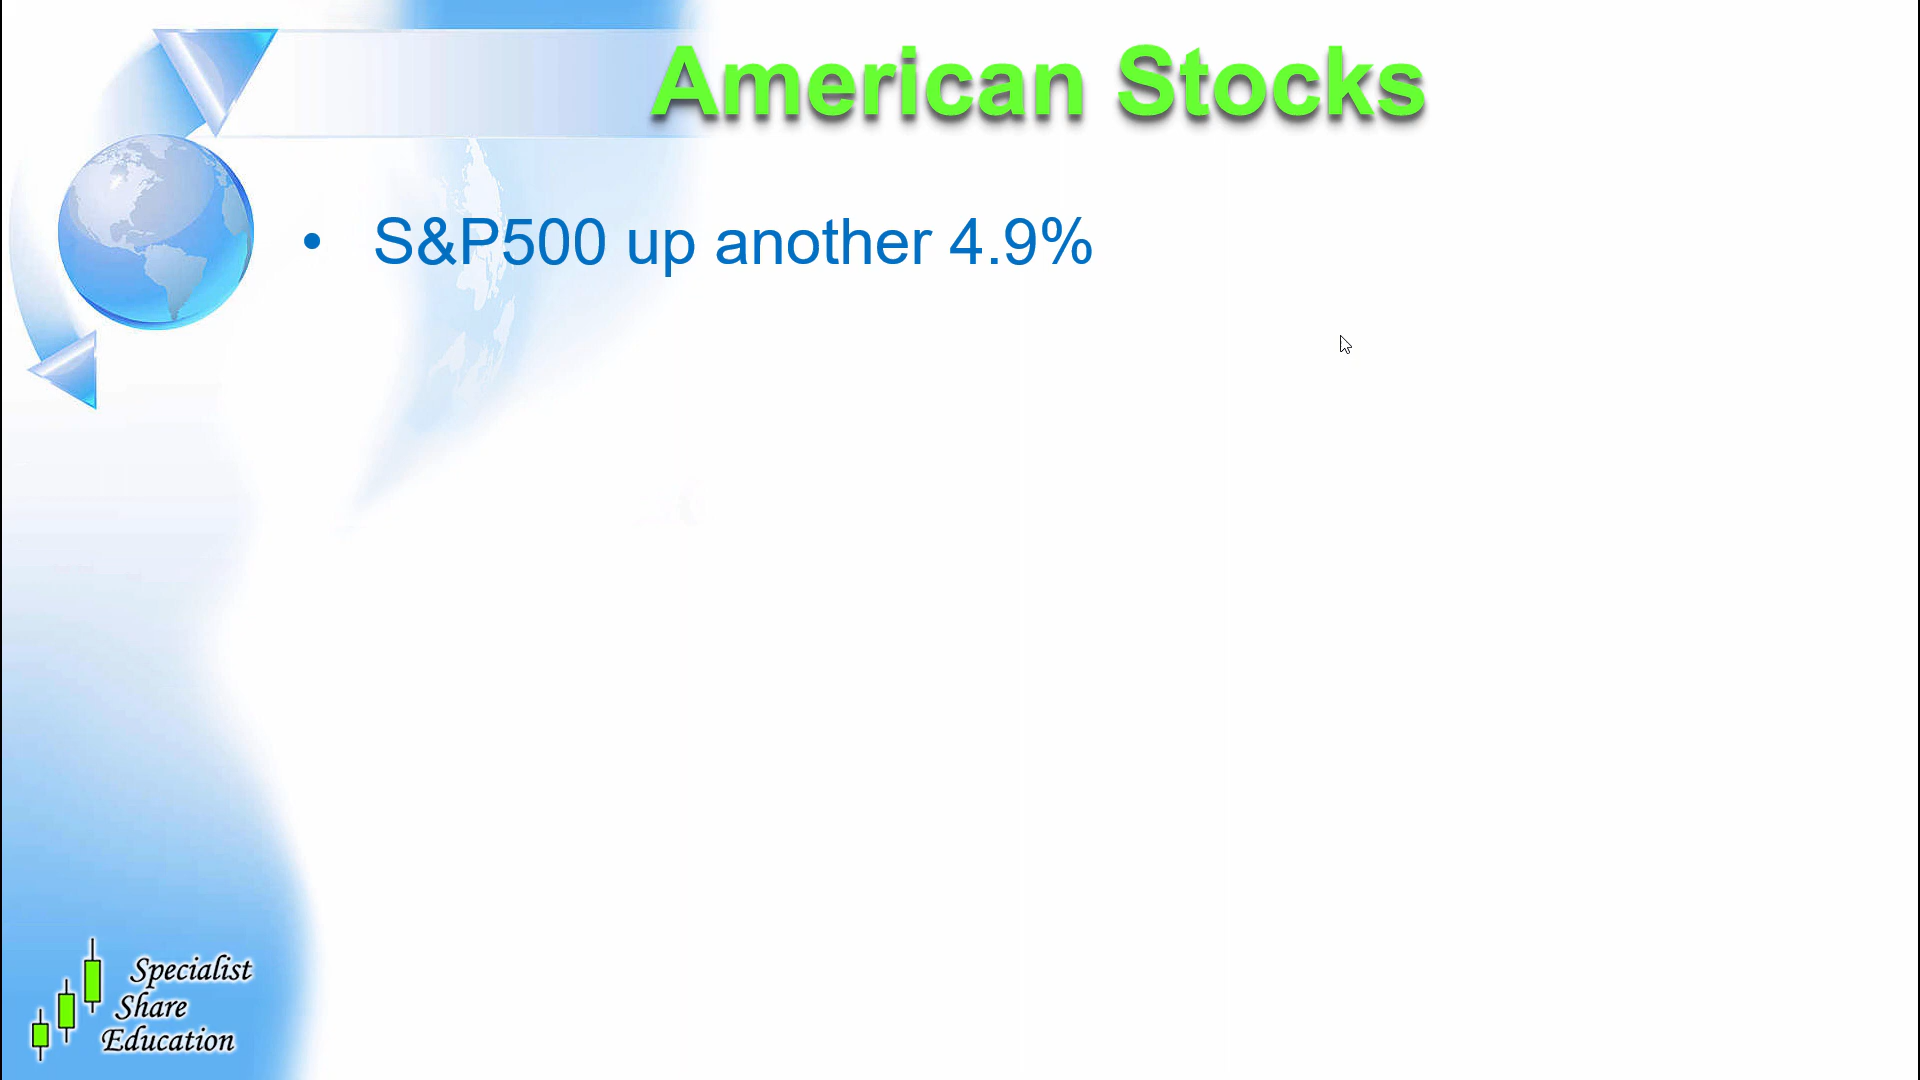 American Stocks
• S&P500 up another 4.9%
Specialist
Share
Education